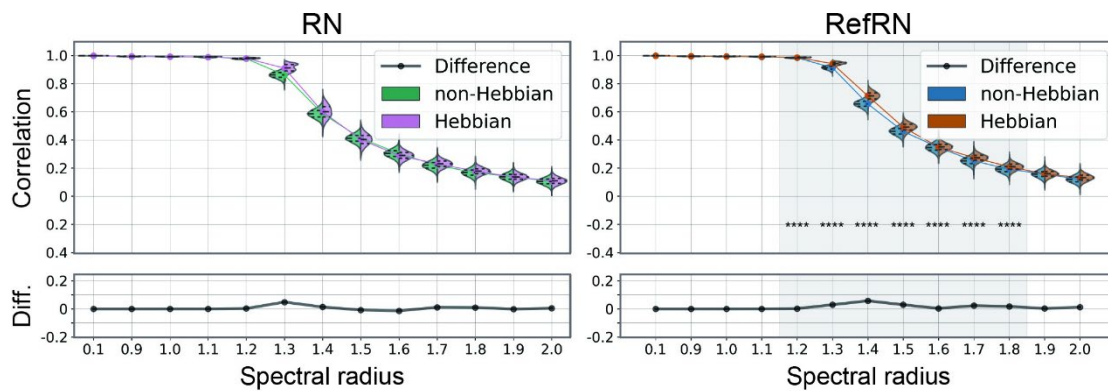 RN
Correlation
1.0
0.8
0.6
0.4
0.2
0
0.2
0.4
Difference
non-Hebbian
Hebbian
Diff.
0.2
0
0.2
0.1 0.9 1.0 1.1 1.2 1.3 1.4 1.5 1.6 1.7 1.8 1.9 2.0
Spectral radius
RefRN
1.0
0.8
0.6
0.4
0.2
0
-0.2
-0.4
Difference
non-Hebbian
Hebbian
**** **** **** **** **** **** ****
0.2
0
-0.2
0.1 0.9 1.0 1.1 1.2 1.3 1.4 1.5 1.6 1.7 1.8 1.9 2.0
Spectral radius